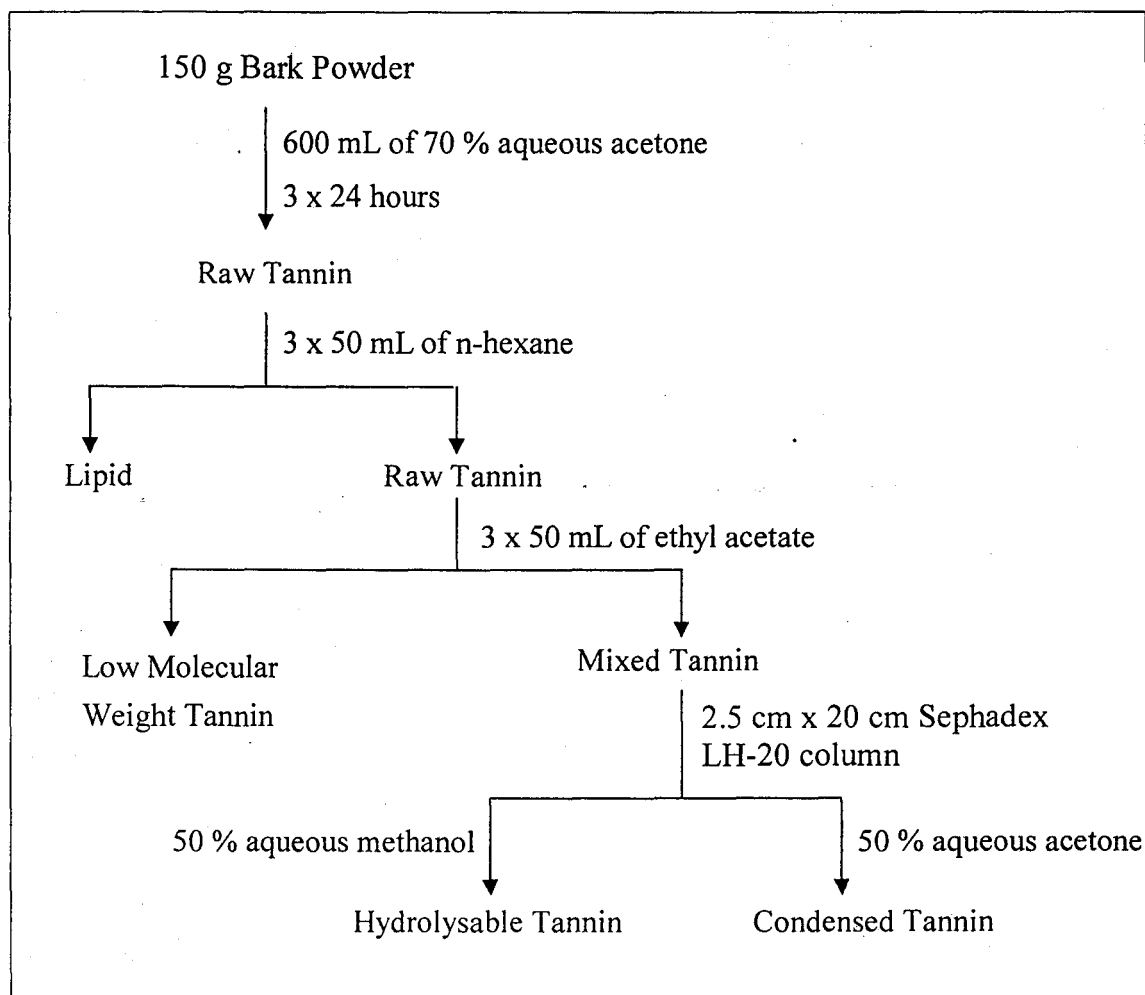 150 g Bark Powder
600 mL of 70 % aqueous acetone
3 x 24 hours
Raw Tannin
3 x 50 mL of n-hexane
Lipid
Raw Tannin
3 x 50 mL of ethyl acetate
Low Molecular
Weight Tannin
Mixed Tannin
2.5 cm x 20 cm Sephadex
LH-20 column
50 % aqueous methanol
50 % aqueous acetone
Hydrolysable Tannin
Condensed Tannin